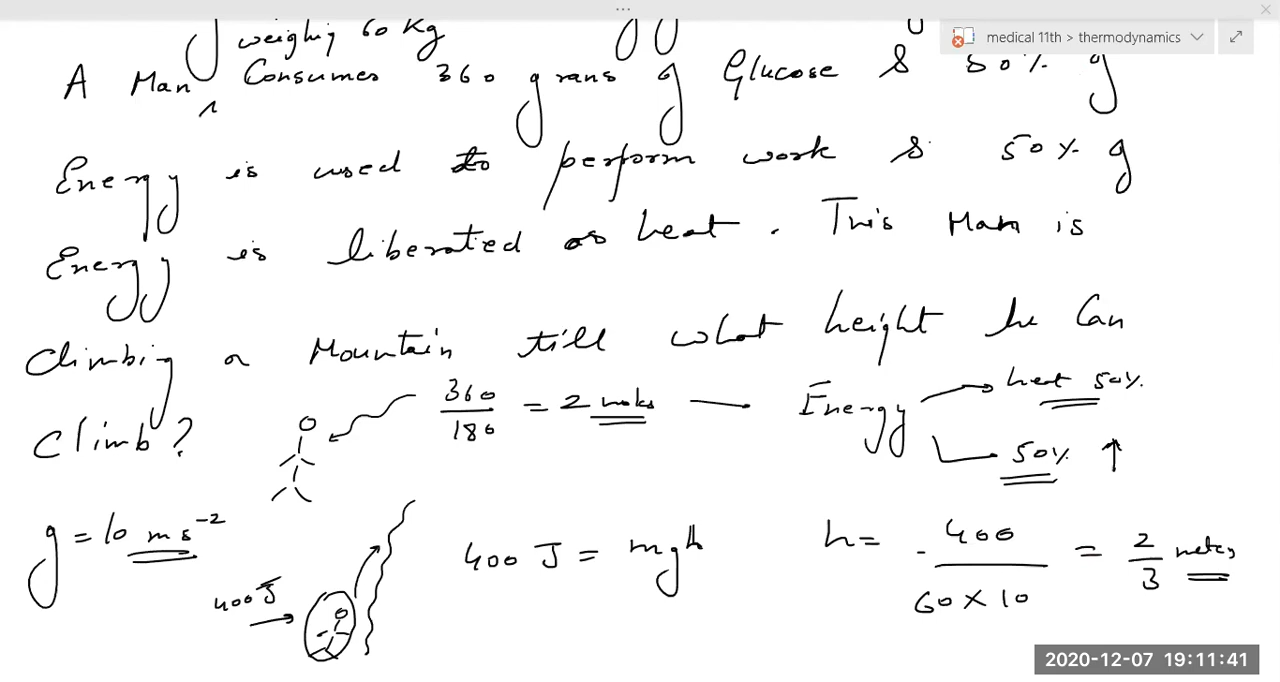 medical 11th > thermodynamics
weighing 60 Kg
A Man ^ Consumes 360 grams of Glucose & 50% of
Energy is used to perform work & 50% of
Energy is liberated as heat. This Man is
Climbing a Mountain till what height he Can
Climb?
360/180 = 2 moles — Energy → heat 50%
50% ↑
g = 10 ms⁻²
400 J → 400 J = mgh
h = 400/60×10 = 2/3 meters
2020-12-07 19:11:41